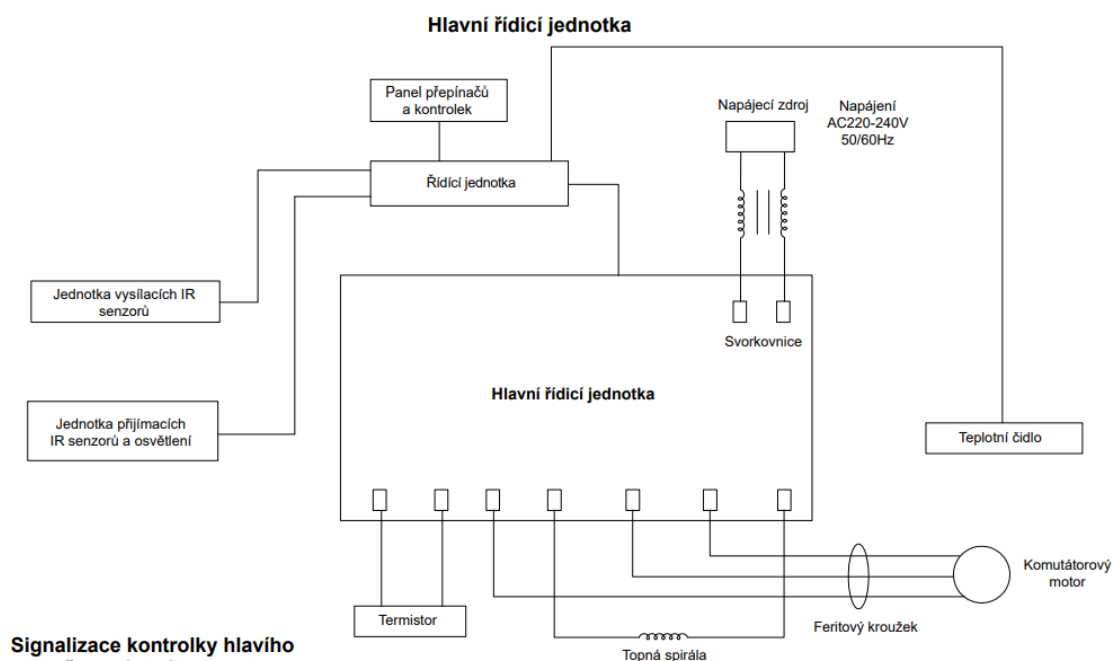 Hlavní řídicí jednotka
Panel přepínačů
a kontrolek
Napájecí zdroj
Napájení
AC220-240V
50/60Hz
Řídící jednotka
Jednotka vysílacích IR
senzorů
Svorkovnice
Hlavní řídicí jednotka
Jednotka přijímacích
IR senzorů a osvětlení
Teplotní čidlo
Komutátorový
motor
Termistor
Feritový kroužek
Signalizace kontrolky hlavího
Topná spirála